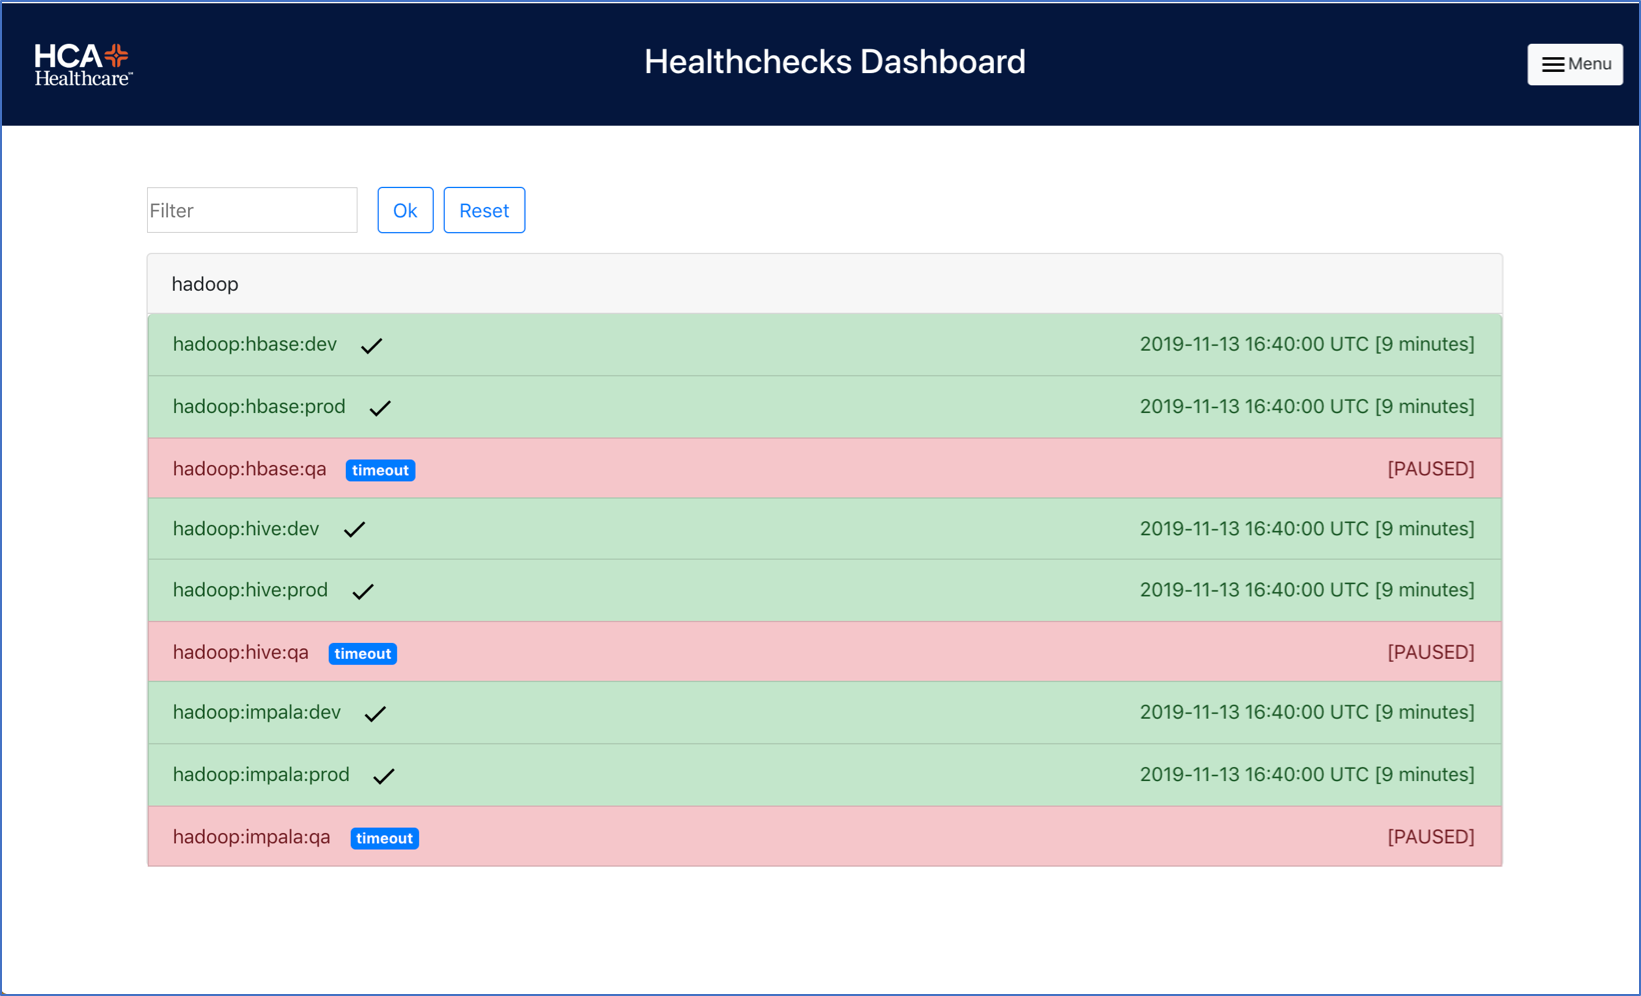 HCA
Healthcare™
Healthchecks Dashboard
Menu
Filter
Ok
Reset
hadoop
hadoop:hbase:dev 2019-11-13 16:40:00 UTC [9 minutes]
hadoop:hbase:prod 2019-11-13 16:40:00 UTC [9 minutes]
hadoop:hbase:qa timeout [PAUSED]
hadoop:hive:dev 2019-11-13 16:40:00 UTC [9 minutes]
hadoop:hive:prod 2019-11-13 16:40:00 UTC [9 minutes]
hadoop:hive:qa timeout [PAUSED]
hadoop:impala:dev 2019-11-13 16:40:00 UTC [9 minutes]
hadoop:impala:prod 2019-11-13 16:40:00 UTC [9 minutes]
hadoop:impala:qa timeout [PAUSED]